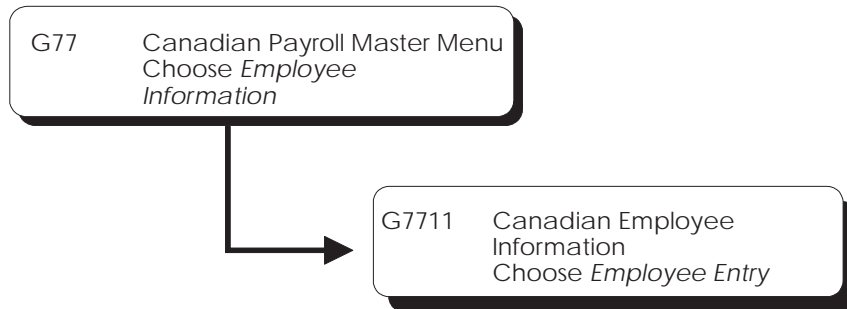 G77 Canadian Payroll Master Menu
Choose Employee
Information
G7711 Canadian Employee
Information
Choose Employee Entry